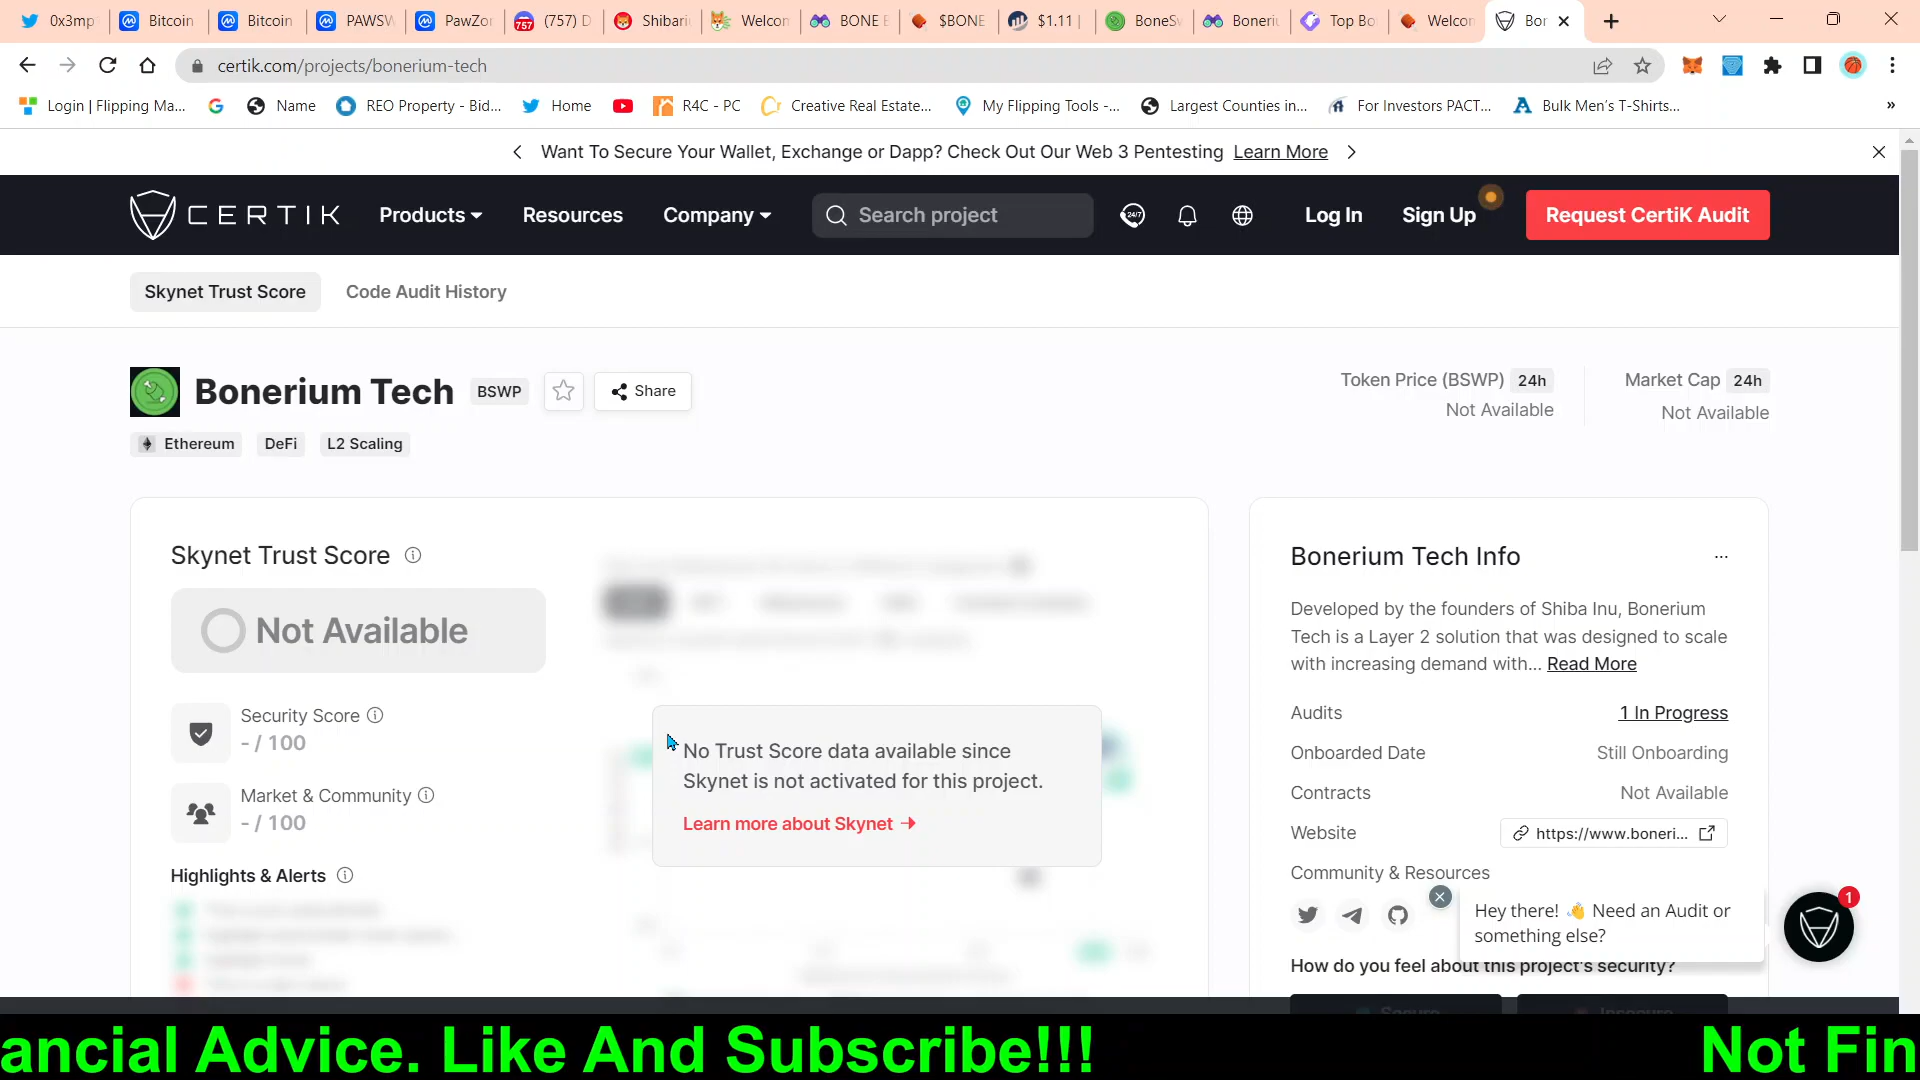 0x3mp
Bitcoin
Bitcoin
PAWSW
PawZor
(757) D
Shibari
Welcom
BONE E
$BONE
$1.11 |
BoneSw
Boneriu
Top Bo
Welcom
Bor
certik.com/projects/bonerium-tech
Login | Flipping Ma...
Name
REO Property - Bid...
Home
R4C - PC
Creative Real Estate...
My Flipping Tools -...
Largest Counties in...
For Investors PACT...
Bulk Men's T-Shirts...
»
Want To Secure Your Wallet, Exchange or Dapp? Check Out Our Web 3 Pentesting Learn More
CERTIK
Products
Resources
Company
Search project
24/7
Log In
Sign Up
Request CertiK Audit
Skynet Trust Score
Code Audit History
Bonerium Tech BSWP
Share
Token Price (BSWP) 24h
Not Available
Market Cap 24h
Not Available
Ethereum
DeFi
L2 Scaling
Skynet Trust Score
Not Available
Security Score
- / 100
Market & Community
- / 100
Highlights & Alerts
No Trust Score data available since
Skynet is not activated for this project.
Learn more about Skynet →
Bonerium Tech Info
...
Developed by the founders of Shiba Inu, Bonerium
Tech is a Layer 2 solution that was designed to scale
with increasing demand with... Read More
Audits
1 In Progress
Onboarded Date
Still Onboarding
Contracts
Not Available
Website
https://www.boneri...
Community & Resources
Hey there! 👋 Need an Audit or
something else?
1
How do you feel about this project's security?
ancial Advice. Like And Subscribe!!!
Not Fin